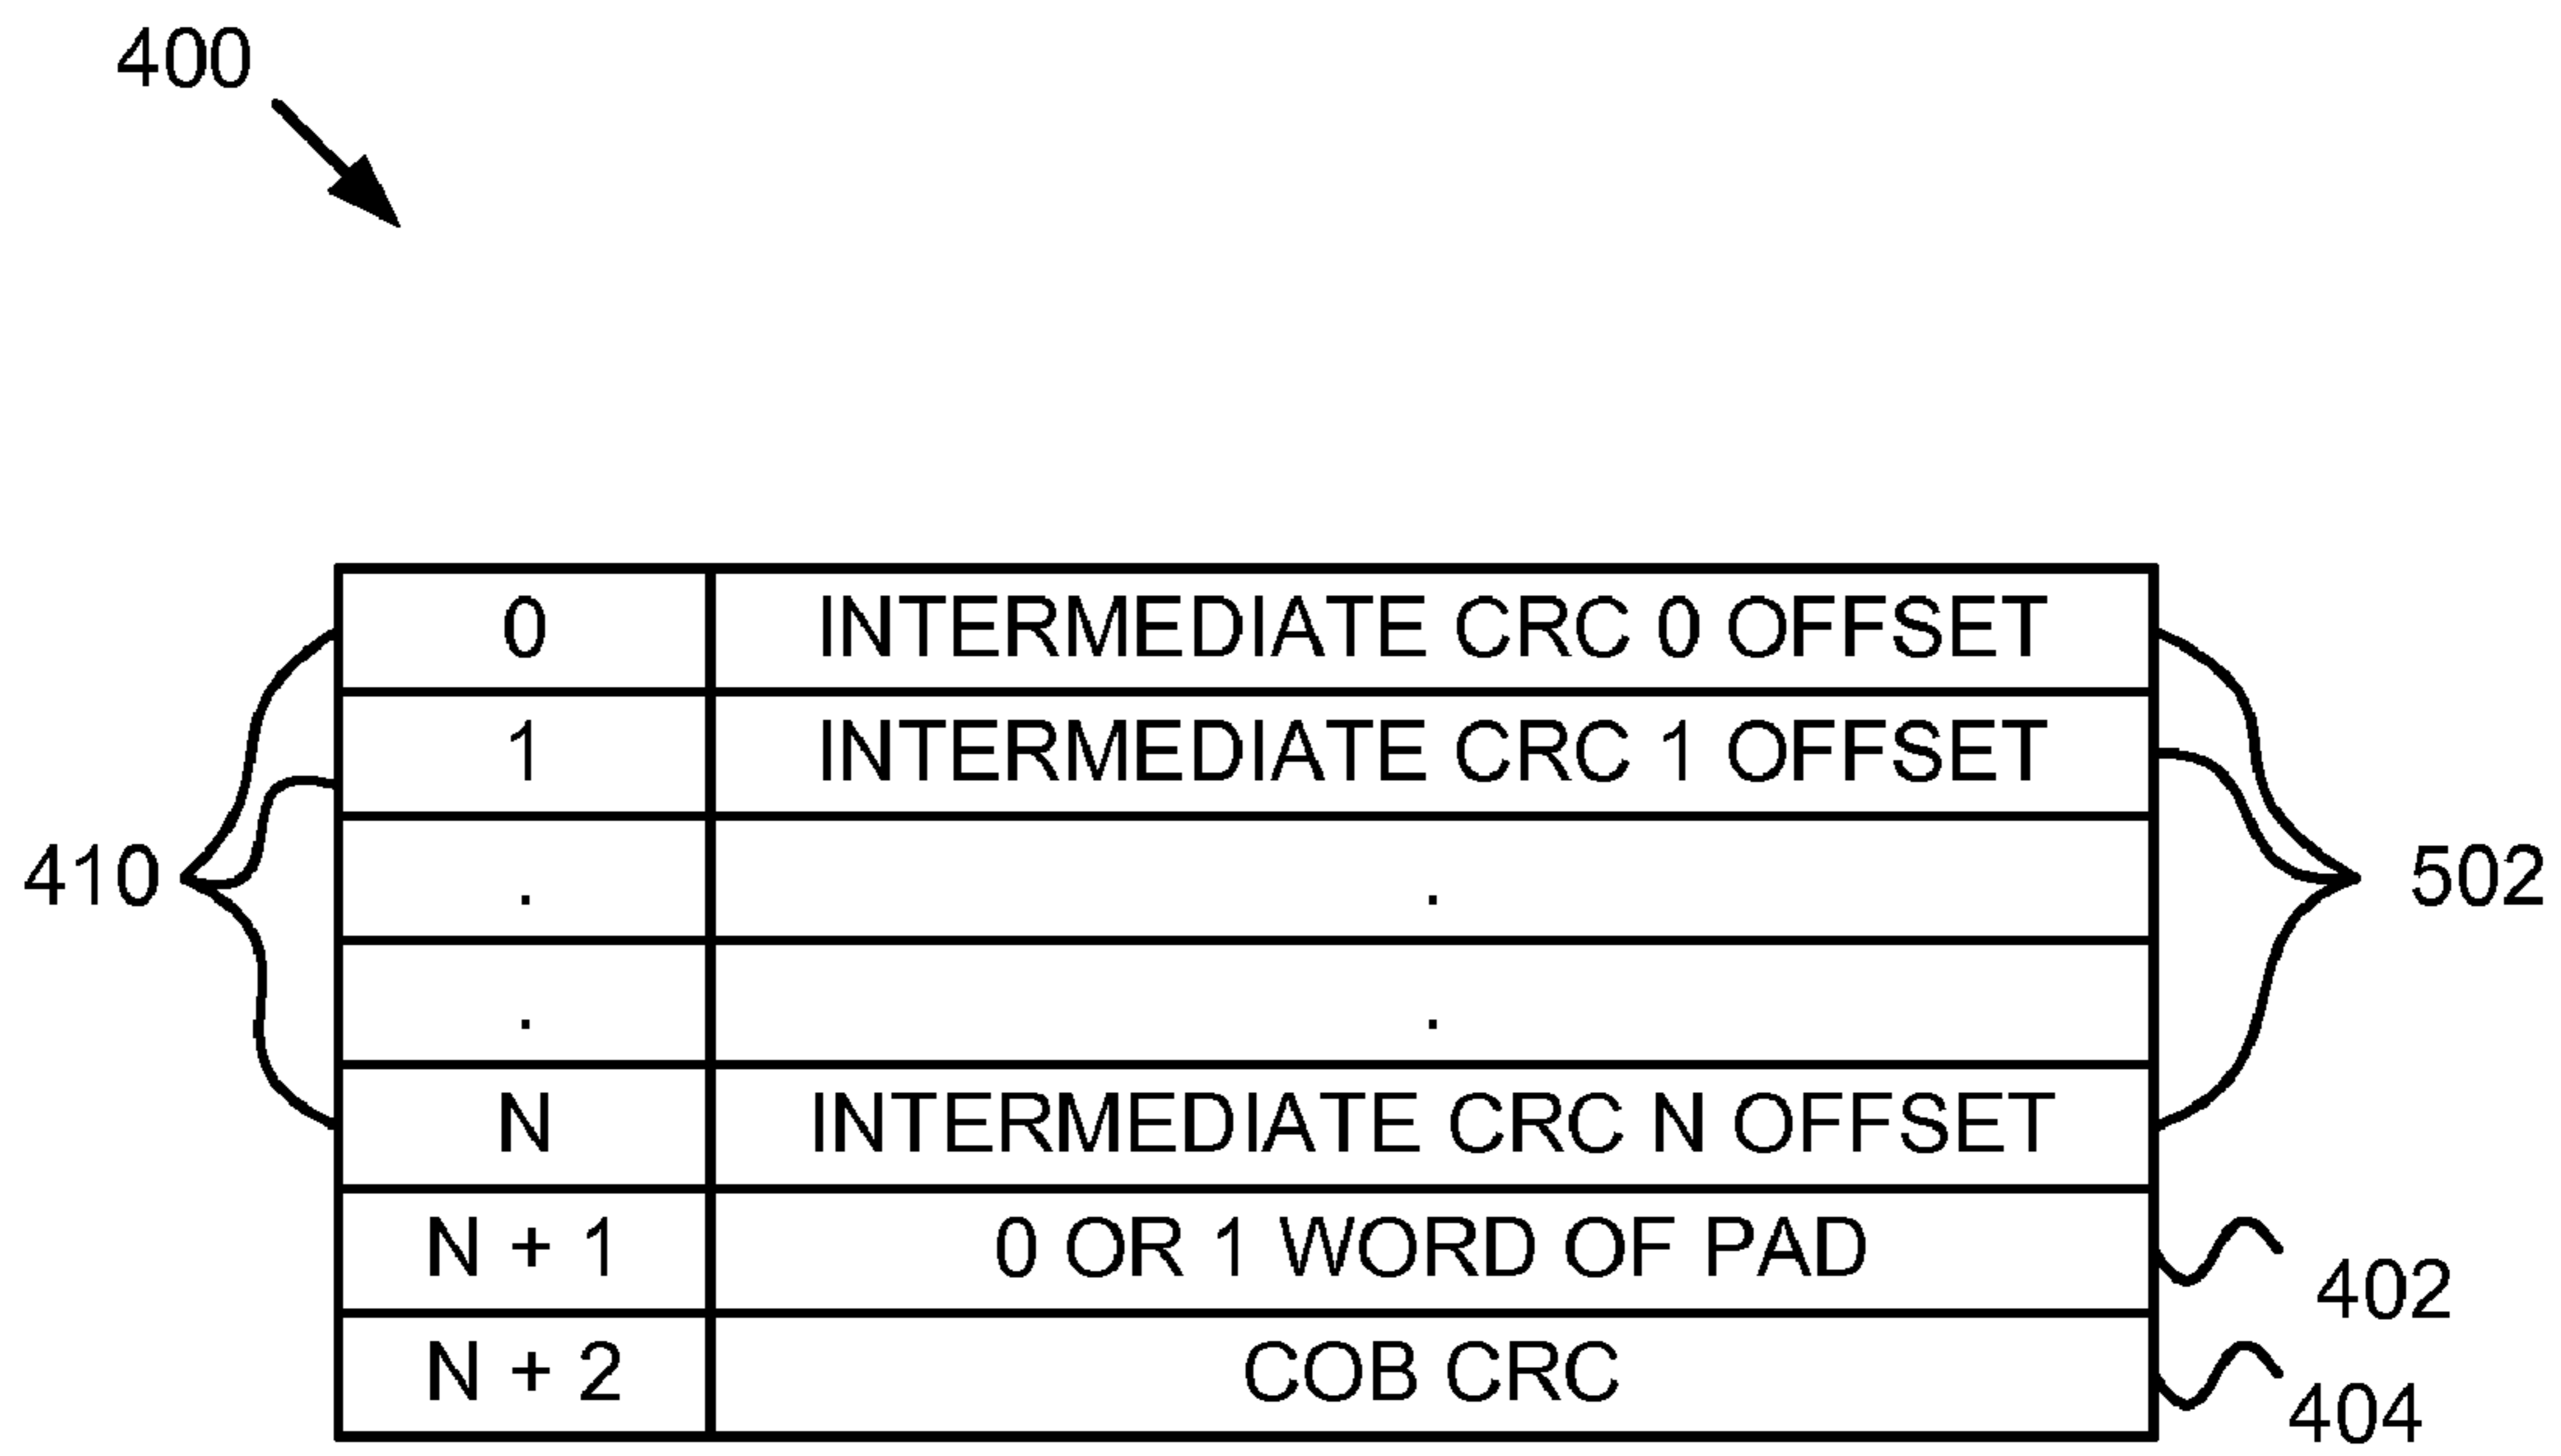 400
0 INTERMEDIATE CRC 0 OFFSET
1 INTERMEDIATE CRC 1 OFFSET
. .
410 502
. .
N INTERMEDIATE CRC N OFFSET
N + 1 0 OR 1 WORD OF PAD
402
N + 2 COB CRC
404